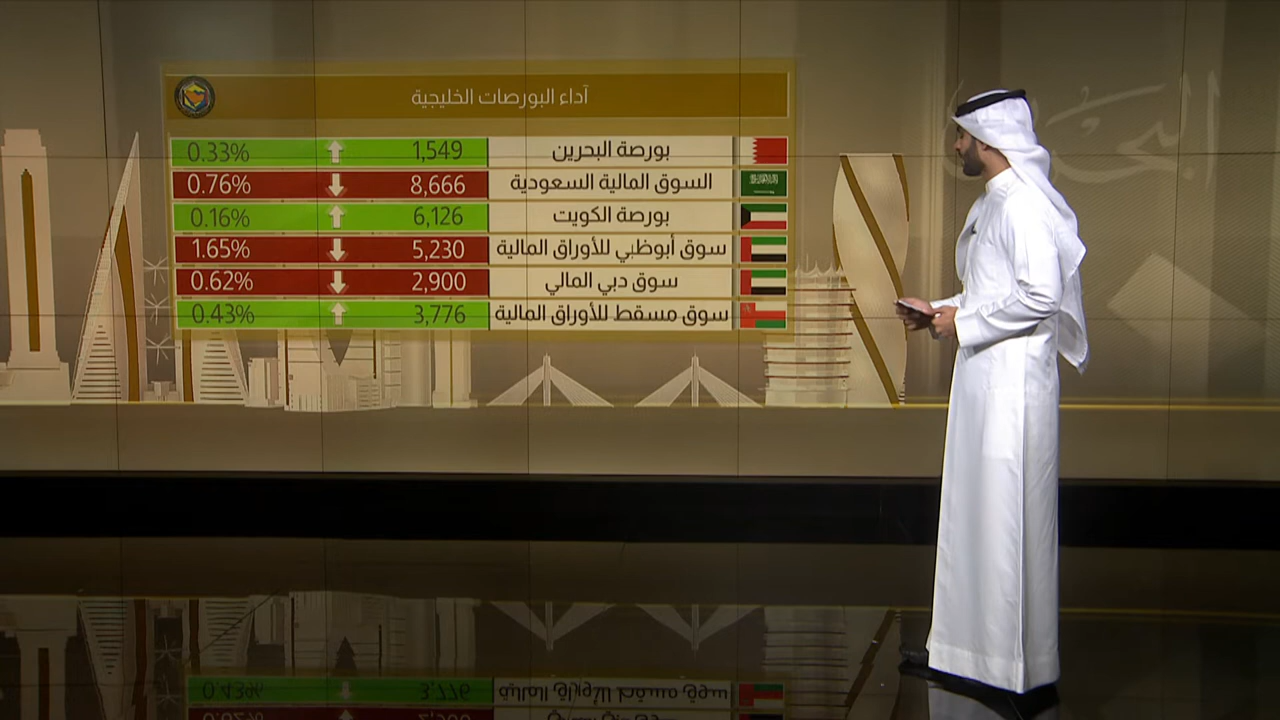 آداء البورصات الخليجية
بورصة البحرين 1,549 0.33%
السوق المالية السعودية 8,666 0.76%
بورصة الكويت 6,126 0.16%
سوق أبوظبي للأوراق المالية 5,230 1.65%
سوق دبي المالي 2,900 0.62%
سوق مسقط للأوراق المالية 3,776 0.43%